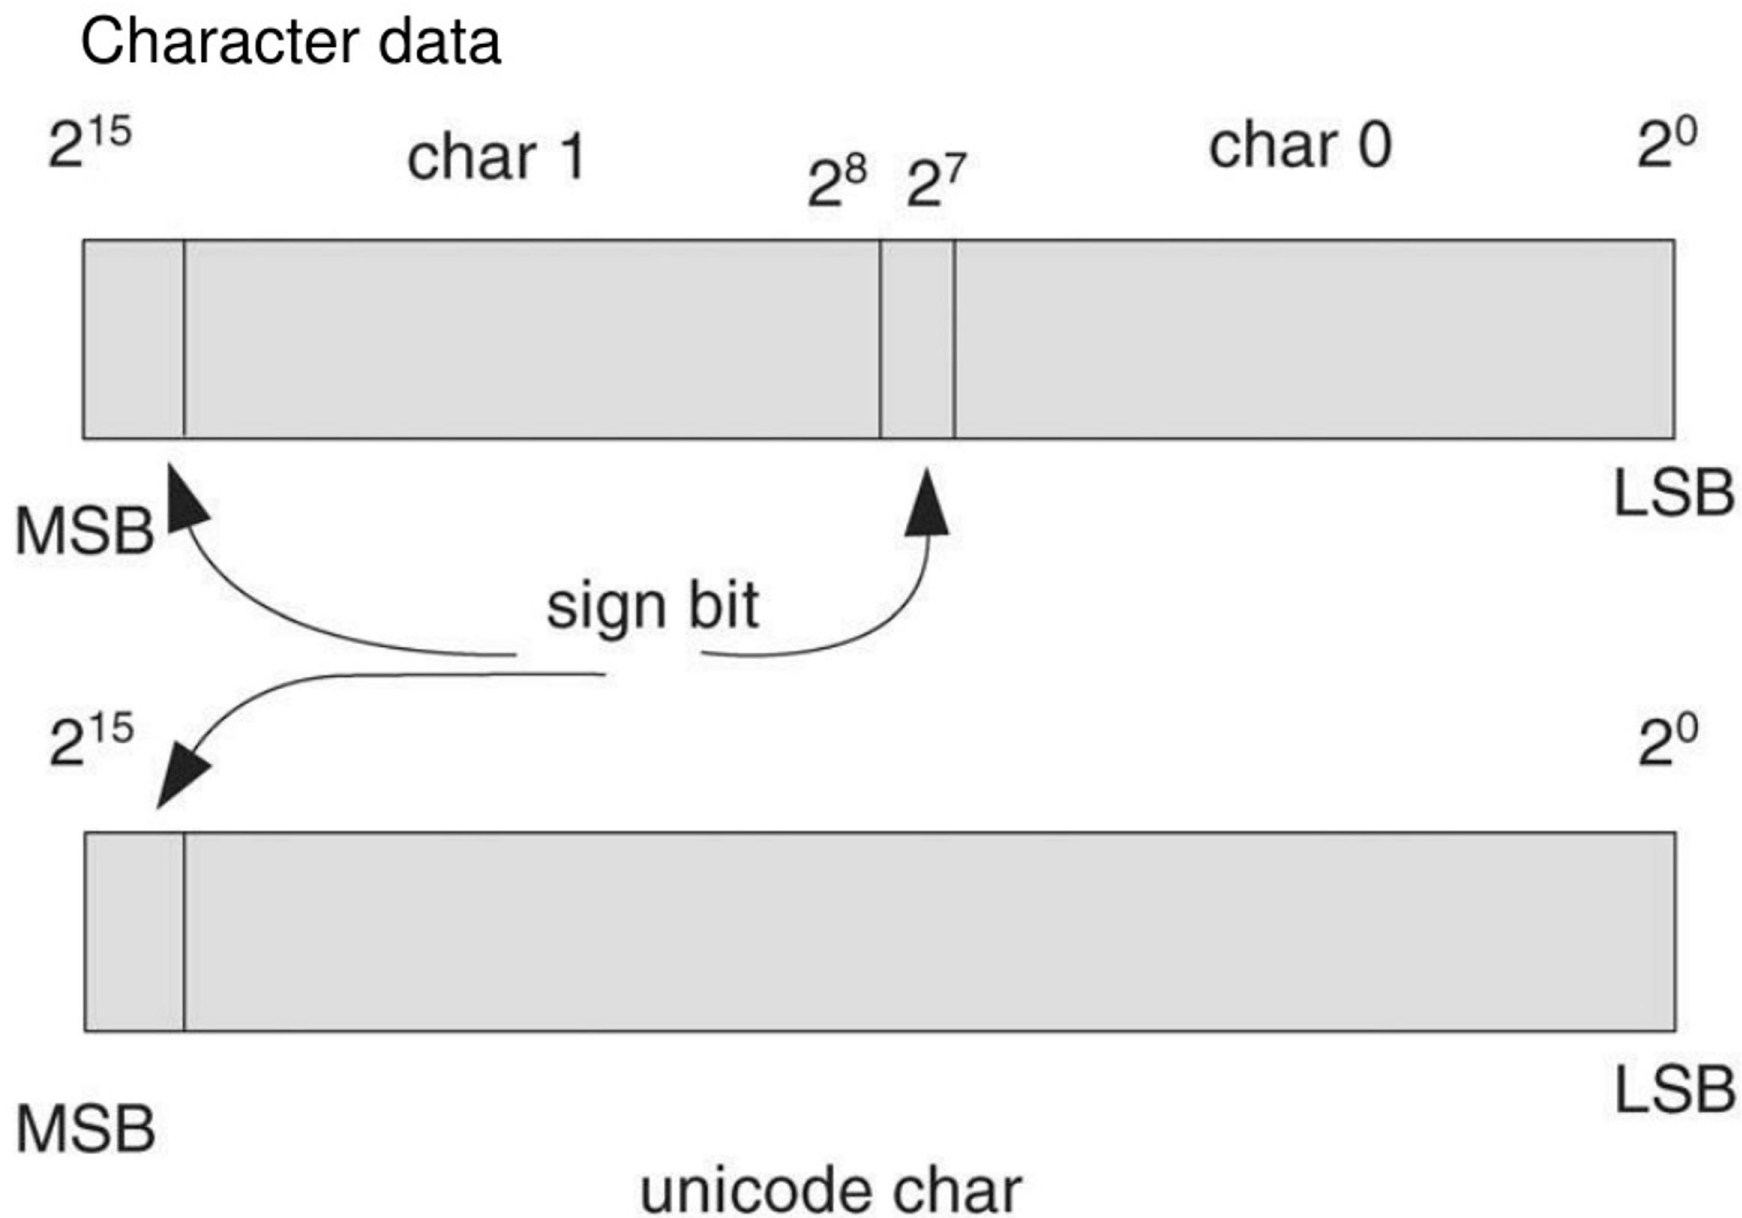 Character data
2¹⁵ char 1 2⁸ 2⁷ char 0 2⁰
MSB LSB
sign bit
2¹⁵ 2⁰
MSB LSB
unicode char